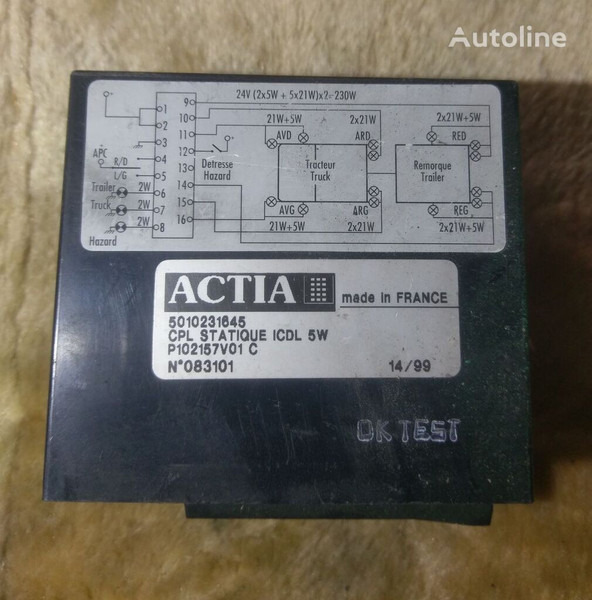 Autoline
24V (2x5W + 5x21W)x2=230W
1 2 3 4 5 6 7 8
9 10 11 12 13 14 15 16
APC R/D
L/G
Trailer 2W
Truck 2W
2W
Hazard
Detresse
Hazard
21W+5W 2x21W 2x21W+5W
AVD ARD RED
Tracteur
Truck
Remorque
Trailer
AVG ARG REG
21W+5W 2x21W 2x21W+5W
ACTIA made in FRANCE
5010231645
CPL STATIQUE ICDL 5W
P102157V01 C
N°083101 14/99
OK TEST